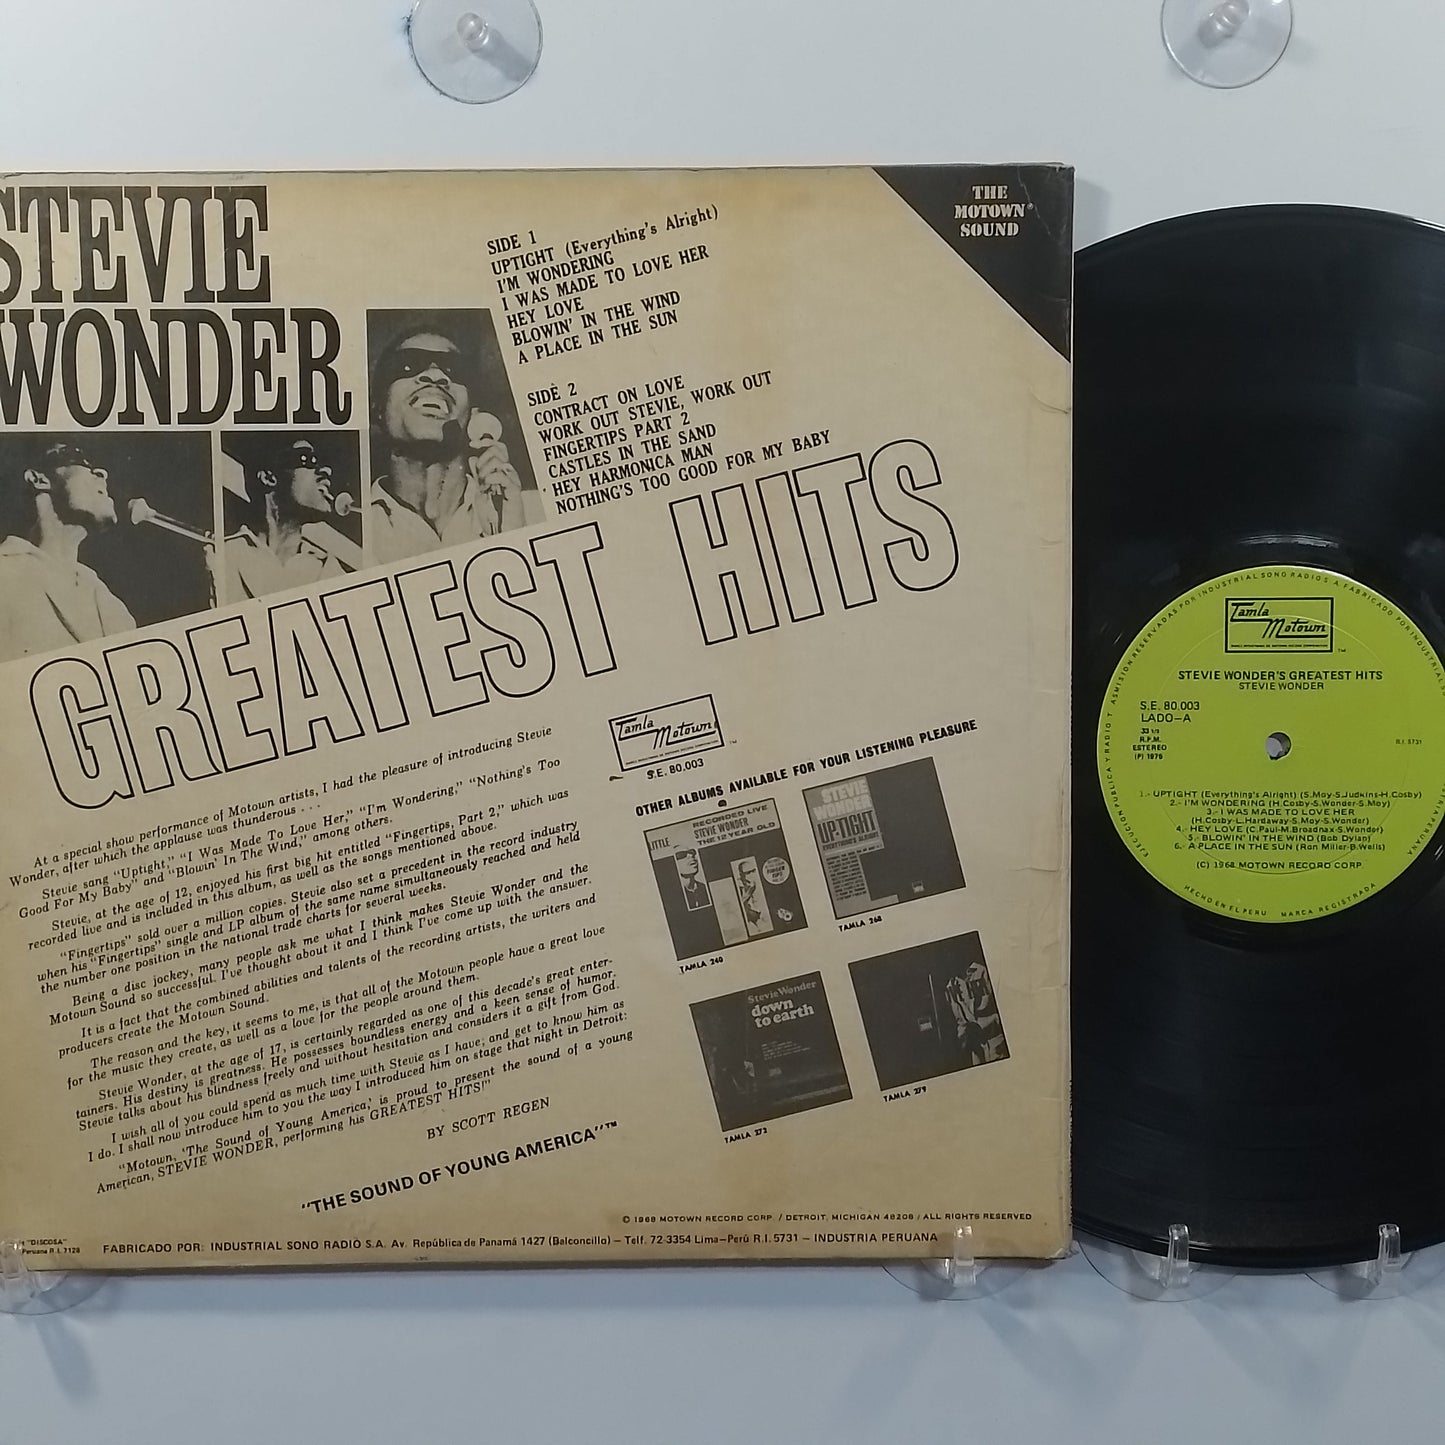 STEVIE
WONDER
THE
MOTOWN®
SOUND
SIDE 1
UPTIGHT (Everything's Alright)
I'M WONDERING
I WAS MADE TO LOVE HER
HEY LOVE
BLOWIN' IN THE WIND
A PLACE IN THE SUN
SIDE 2
CONTRACT ON LOVE
WORK OUT STEVIE, WORK OUT
FINGERTIPS PART 2
CASTLES IN THE SAND
HEY HARMONICA MAN
NOTHING'S TOO GOOD FOR MY BABY
GREATEST HITS
At a special show performance of Motown artists, I had the pleasure of introducing Stevie
Wonder, after which the applause was thunderous . . .
Stevie sang "Uptight," "I Was Made To Love Her," "I'm Wondering," "Nothing's Too
Good For My Baby" and "Blowin' In The Wind," among others.
Stevie, at the age of 12, enjoyed his first big hit entitled "Fingertips, Part 2," which was
recorded live and is included in this album, as well as the songs mentioned above.
"Fingertips" sold over a million copies. Stevie also set a precedent in the record industry
when his "Fingertips" single and LP album of the same name simultaneously reached and held
the number one position in the national trade charts for several weeks.
Being a disc jockey, many people ask me what I think makes Stevie Wonder and the
Motown Sound so successful. I've thought about it and I think I've come up with the answer.
It is a fact that the combined abilities and talents of the recording artists, the writers and
producers create the Motown Sound.
The reason and the key, it seems to me, is that all of the Motown people have a great love
for the music they create, as well as a love for the people around them.
Stevie Wonder, at the age of 17, is certainly regarded as one of this decade's great enter-
tainers. His destiny is greatness. He possesses boundless energy and a keen sense of humor.
Stevie talks about his blindness freely and without hesitation and considers it a gift from God.
I wish all of you could spend as much time with Stevie as I have; and get to know him as
I do. I shall now introduce him to you the way I introduced him on stage that night in Detroit:
"Motown, 'The Sound of Young America,' is proud to present the sound of a young
American, STEVIE WONDER, performing his GREATEST HITS!"
BY SCOTT REGEN
"THE SOUND OF YOUNG AMERICA"™
Tamla
Motown
™
S.E. 80.003
OTHER ALBUMS AVAILABLE FOR YOUR LISTENING PLEASURE
RECORDED LIVE
LITTLE STEVIE WONDER
THE 12 YEAR OLD
TAMLA 240
STEVIE
WONDER
UP-TIGHT
TAMLA 268
Stevie Wonder
down
to earth
TAMLA 272
TAMLA 279
© 1968 MOTOWN RECORD CORP. / DETROIT, MICHIGAN 48208 / ALL RIGHTS RESERVED
"DISCOSA"
Peruana R.I. 7128
FABRICADO POR: INDUSTRIAL SONO RADIO S.A. Av. República de Panamá 1427 (Balconcillo) – Telf. 72-3354 Lima–Perú R.I. 5731 – INDUSTRIA PERUANA
Tamla
Motown
™
STEVIE WONDER'S GREATEST HITS
STEVIE WONDER
S.E. 80.003
LADO-A
33 1/3
R.P.M.
ESTEREO
(P) 1976
R.I. 5731
1.- UPTIGHT (Everything's Alright) (S.Moy-S.Judkins-H.Cosby)
2.- I'M WONDERING (H.Cosby-S.Wonder-S.Moy)
3.- I WAS MADE TO LOVE HER
(H.Cosby-L.Hardaway-S.Moy-S.Wonder)
4.- HEY LOVE (C.Paul-M.Broadnax-S.Wonder)
5.- BLOWIN' IN THE WIND (Bob Dylan)
6.- A PLACE IN THE SUN (Ron Miller-B.Wells)
(C) 1968 MOTOWN RECORD CORP.
HECHO EN EL PERU MARCA REGISTRADA
EJECUCION PUBLICA Y RADIO T ASMISION RESERVADAS POR INDUSTRIAL SONO RADIO S A. FABRICADO POR INDUSTRIAL